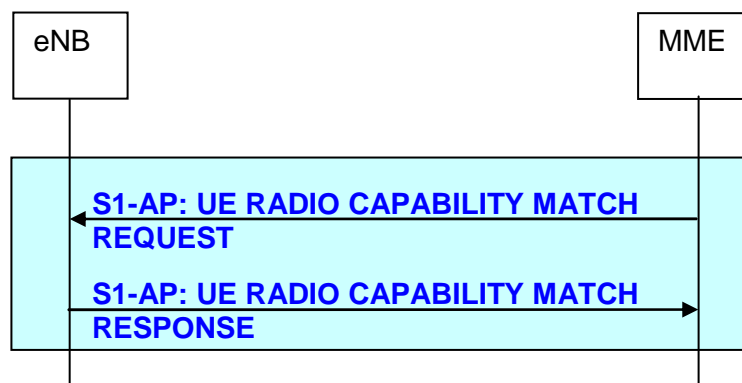 eNB
MME
S1-AP: UE RADIO CAPABILITY MATCH
REQUEST
S1-AP: UE RADIO CAPABILITY MATCH
RESPONSE